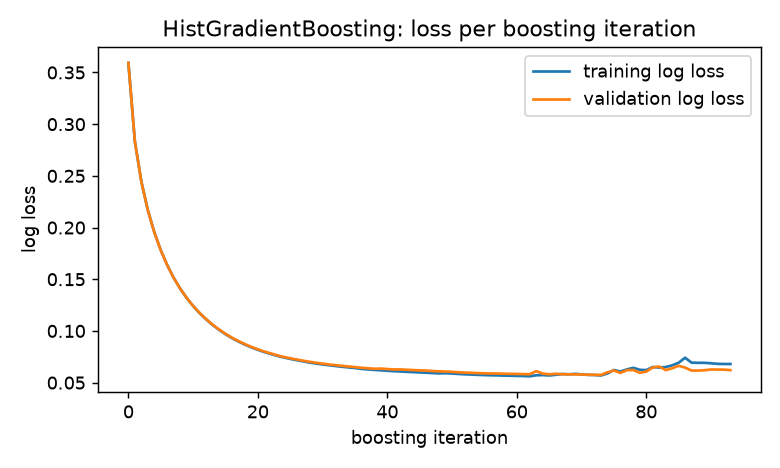 HistGradientBoosting: loss per boosting iteration
training log loss
validation log loss
log loss
0.35
0.30
0.25
0.20
0.15
0.10
0.05
0 20 40 60 80
boosting iteration